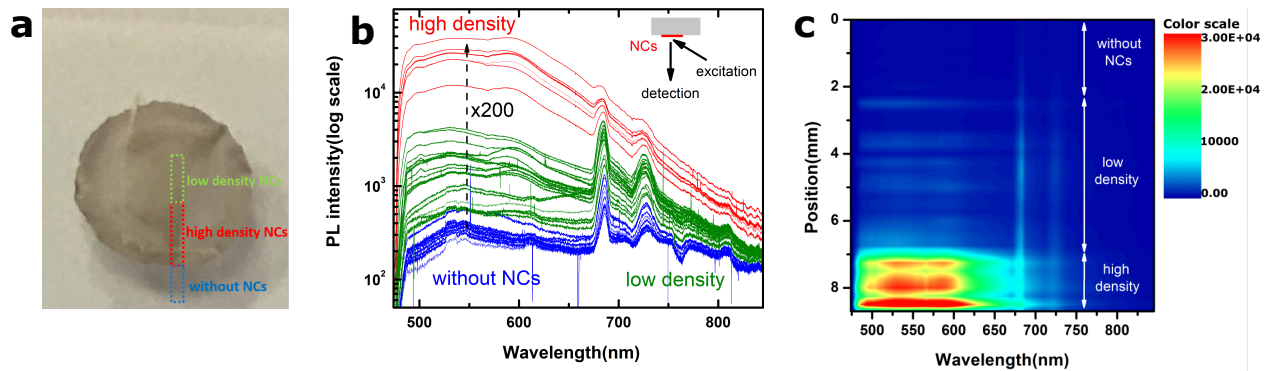 a
low density NCs
high density NCs
without NCs
b
high density
NCs
excitation
detection
x200
without NCs
low density
PL intensity(log scale)
10^4
10^3
10^2
500 600 700 800
Wavelength(nm)
c
Color scale
3.00E+04
2.00E+04
10000
0.00
without
NCs
low
density
high
density
Position(mm)
0
2
4
6
8
500 550 600 650 700 750 800
Wavelength(nm)